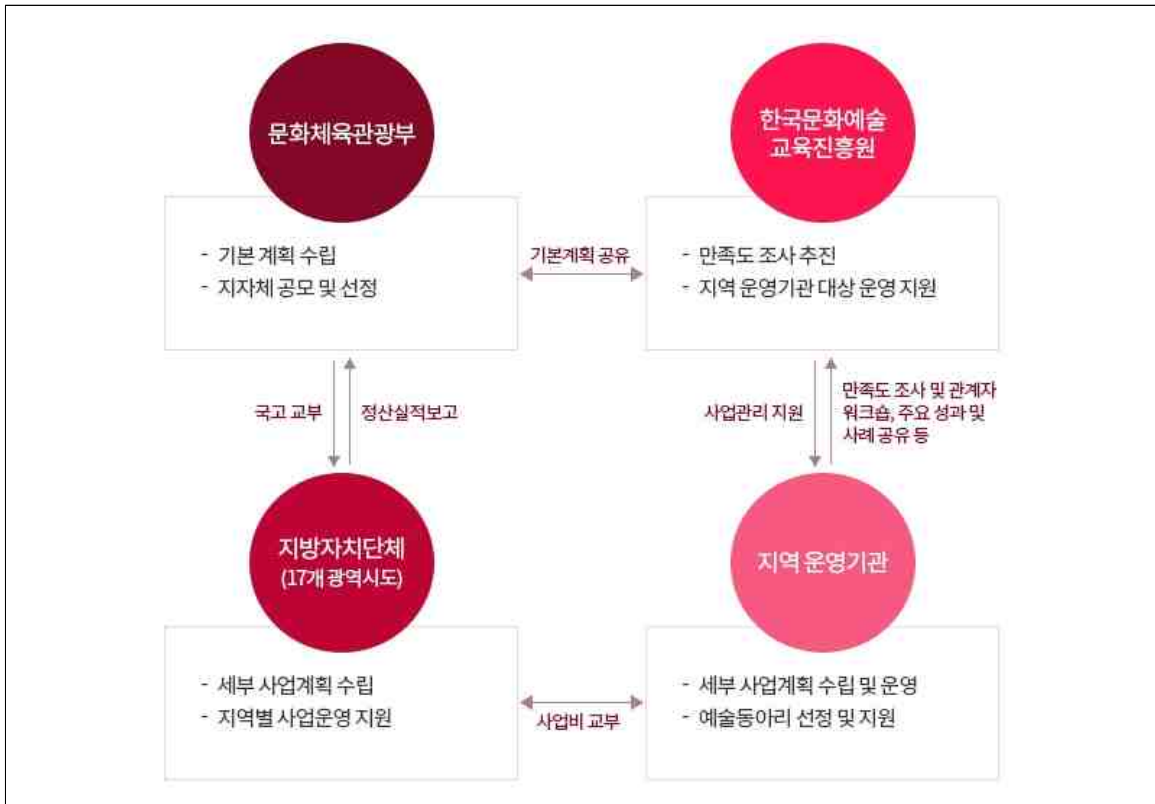 문화체육관광부
- 기본 계획 수립
- 지자체 공모 및 선정
기본계획 공유
한국문화예술
교육진흥원
- 만족도 조사 추진
- 지역 운영기관 대상 운영 지원
국고 교부
정산실적보고
사업관리 지원
만족도 조사 및 관계자
워크숍, 주요 성과 및
사례 공유 등
지방자치단체
(17개 광역시도)
- 세부 사업계획 수립
- 지역별 사업운영 지원
사업비 교부
지역 운영기관
- 세부 사업계획 수립 및 운영
- 예술동아리 선정 및 지원